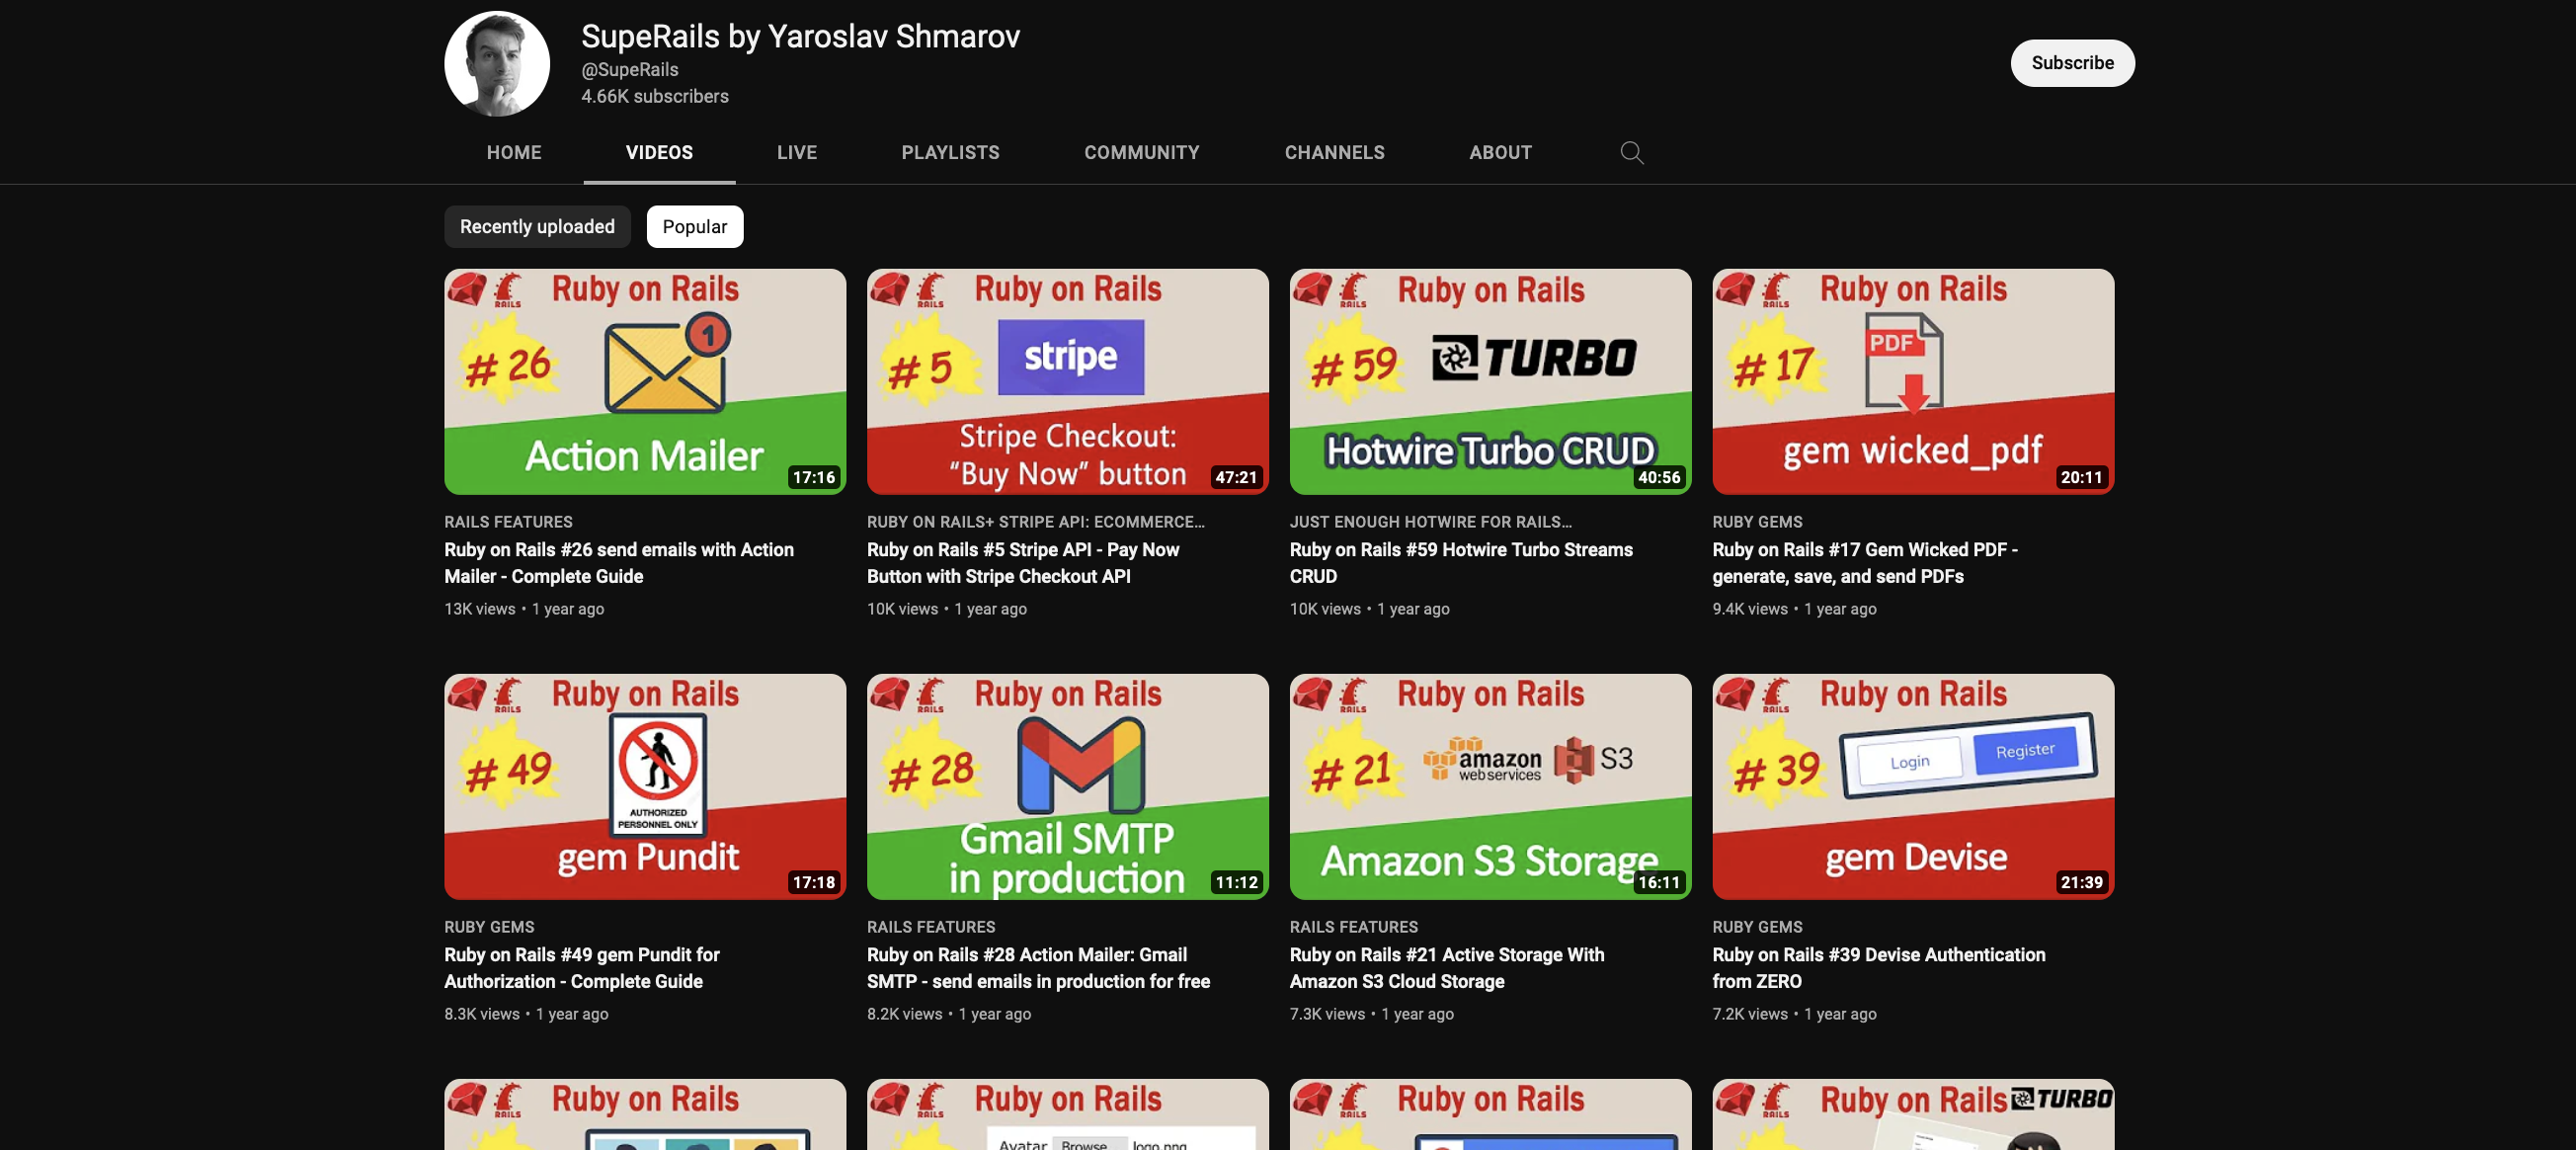 SupeRails by Yaroslav Shmarov
@SupeRails
4.66K subscribers
Subscribe
HOME
VIDEOS
LIVE
PLAYLISTS
COMMUNITY
CHANNELS
ABOUT
Recently uploaded
Popular
RAILS
Ruby on Rails
# 26
1
Action Mailer
17:16
RAILS
Ruby on Rails
# 5
stripe
Stripe Checkout:
“Buy Now” button
47:21
RAILS
Ruby on Rails
# 59
TURBO
Hotwire Turbo CRUD
40:56
RAILS
Ruby on Rails
# 17
PDF
gem wicked_pdf
20:11
RAILS FEATURES
Ruby on Rails #26 send emails with Action
Mailer - Complete Guide
13K views • 1 year ago
RUBY ON RAILS+ STRIPE API: ECOMMERCE...
Ruby on Rails #5 Stripe API - Pay Now
Button with Stripe Checkout API
10K views • 1 year ago
JUST ENOUGH HOTWIRE FOR RAILS...
Ruby on Rails #59 Hotwire Turbo Streams
CRUD
10K views • 1 year ago
RUBY GEMS
Ruby on Rails #17 Gem Wicked PDF -
generate, save, and send PDFs
9.4K views • 1 year ago
RAILS
Ruby on Rails
# 49
AUTHORIZED
PERSONNEL ONLY
gem Pundit
17:18
RAILS
Ruby on Rails
# 28
Gmail SMTP
in production
11:12
RAILS
Ruby on Rails
# 21
amazon
webservices
S3
Amazon S3 Storage
16:11
RAILS
Ruby on Rails
# 39
Login
Register
gem Devise
21:39
RUBY GEMS
Ruby on Rails #49 gem Pundit for
Authorization - Complete Guide
8.3K views • 1 year ago
RAILS FEATURES
Ruby on Rails #28 Action Mailer: Gmail
SMTP - send emails in production for free
8.2K views • 1 year ago
RAILS FEATURES
Ruby on Rails #21 Active Storage With
Amazon S3 Cloud Storage
7.3K views • 1 year ago
RUBY GEMS
Ruby on Rails #39 Devise Authentication
from ZERO
7.2K views • 1 year ago
RAILS
Ruby on Rails
RAILS
Ruby on Rails
Avatar Browse... logo.png
RAILS
Ruby on Rails
RAILS
Ruby on Rails
TURBO